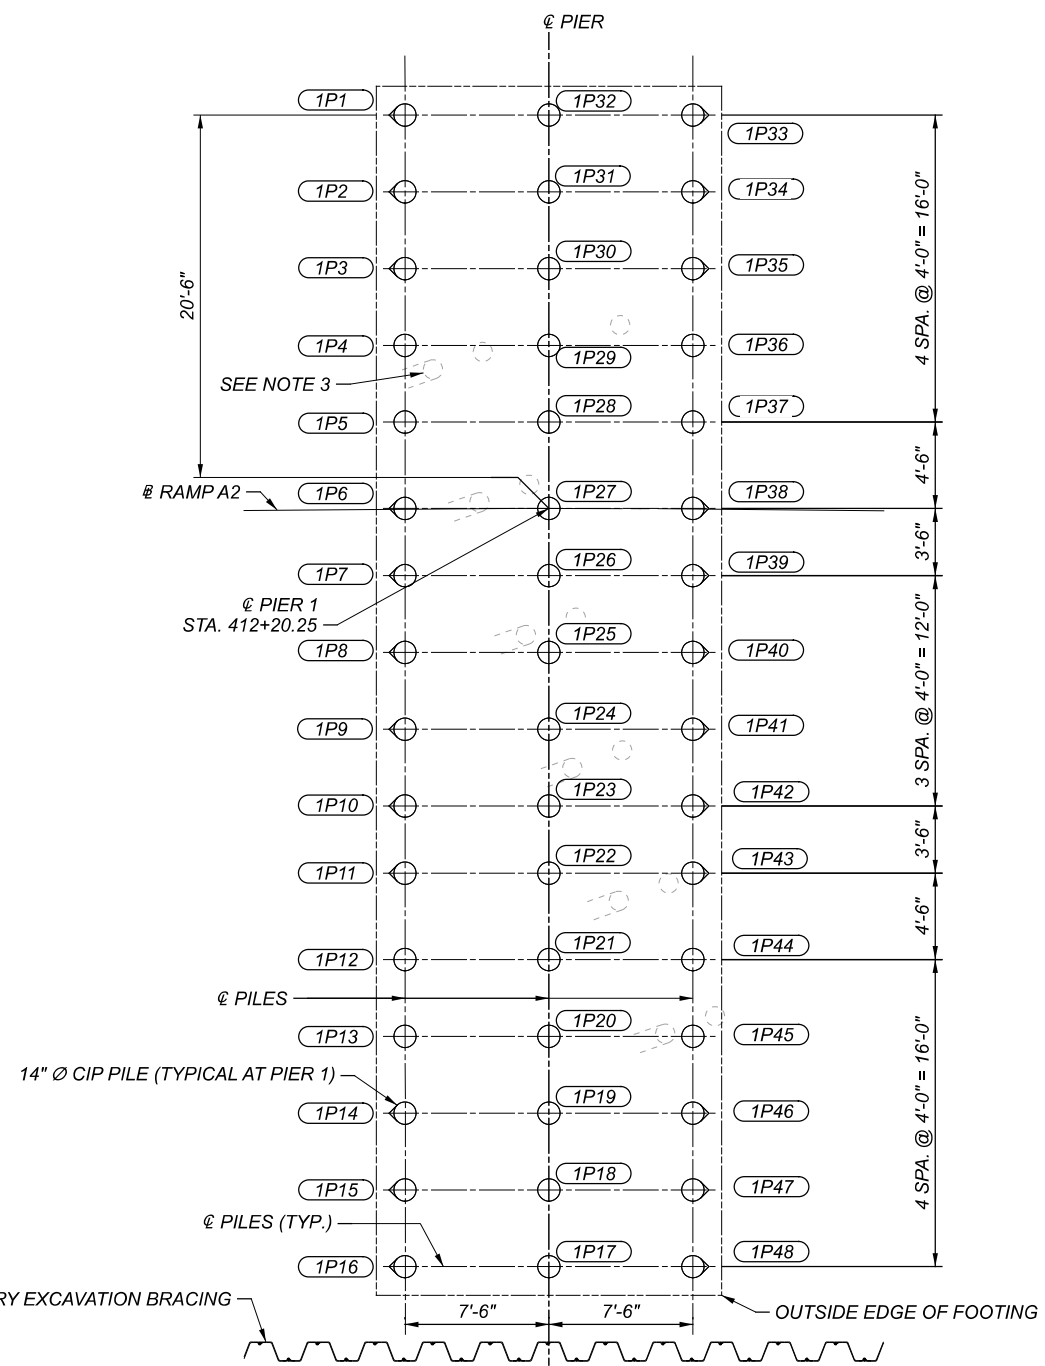 ℄ PIER
1P1
1P32
1P33
1P2
1P31
1P34
1P3
1P30
1P35
20'-6"
4 SPA. @ 4'-0" = 16'-0"
1P4
1P29
1P36
SEE NOTE 3
1P5
1P28
1P37
4'-6"
℄ RAMP A2
1P6
1P27
1P38
3'-6"
1P7
1P26
1P39
℄ PIER 1
STA. 412+20.25
1P8
1P25
1P40
3 SPA. @ 4'-0" = 12'-0"
1P9
1P24
1P41
1P10
1P23
1P42
3'-6"
1P11
1P22
1P43
4'-6"
1P12
1P21
1P44
℄ PILES
1P13
1P20
1P45
14" Ø CIP PILE (TYPICAL AT PIER 1)
1P14
1P19
1P46
4 SPA. @ 4'-0" = 16'-0"
1P15
1P18
1P47
℄ PILES (TYP.)
1P16
1P17
1P48
RY EXCAVATION BRACING
7'-6"
7'-6"
OUTSIDE EDGE OF FOOTING